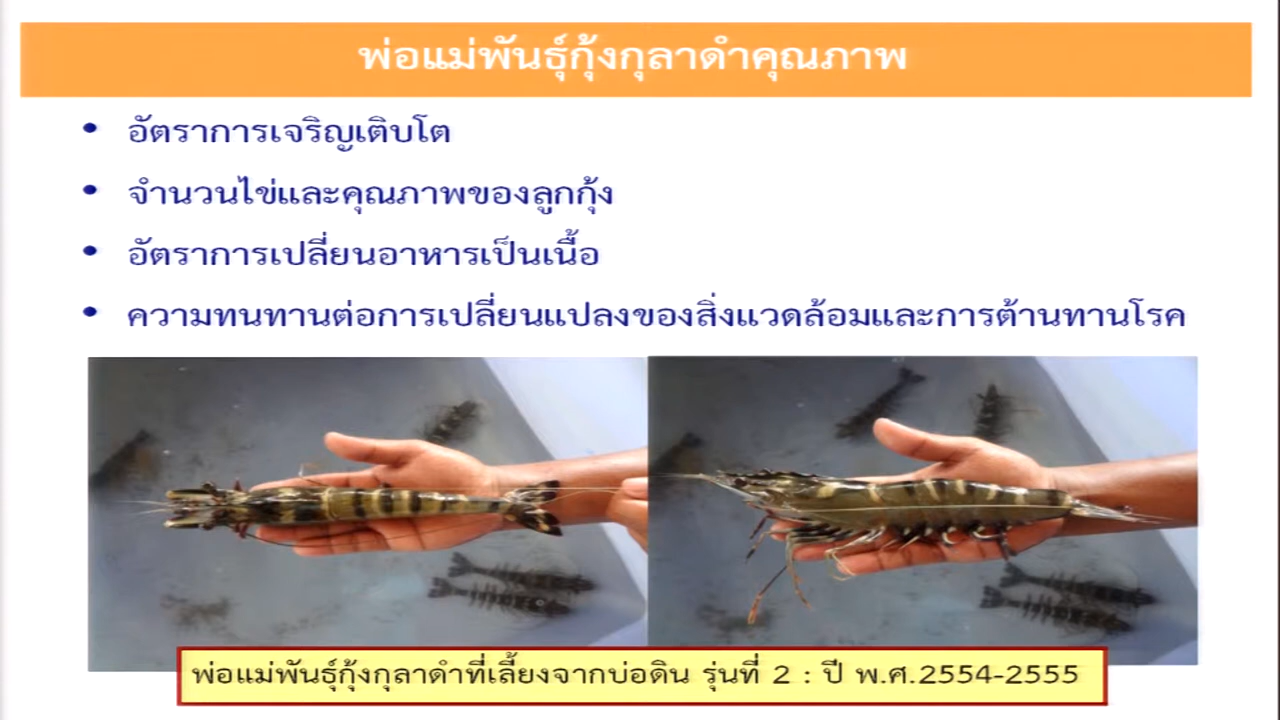 พ่อแม่พันธุ์กุ้งกุลาดำคุณภาพ
• อัตราการเจริญเติบโต
• จำนวนไข่และคุณภาพของลูกกุ้ง
• อัตราการเปลี่ยนอาหารเป็นเนื้อ
• ความทนทานต่อการเปลี่ยนแปลงของสิ่งแวดล้อมและการต้านทานโรค
พ่อแม่พันธุ์กุ้งกุลาดำที่เลี้ยงจากบ่อดิน รุ่นที่ 2 : ปี พ.ศ.2554-2555